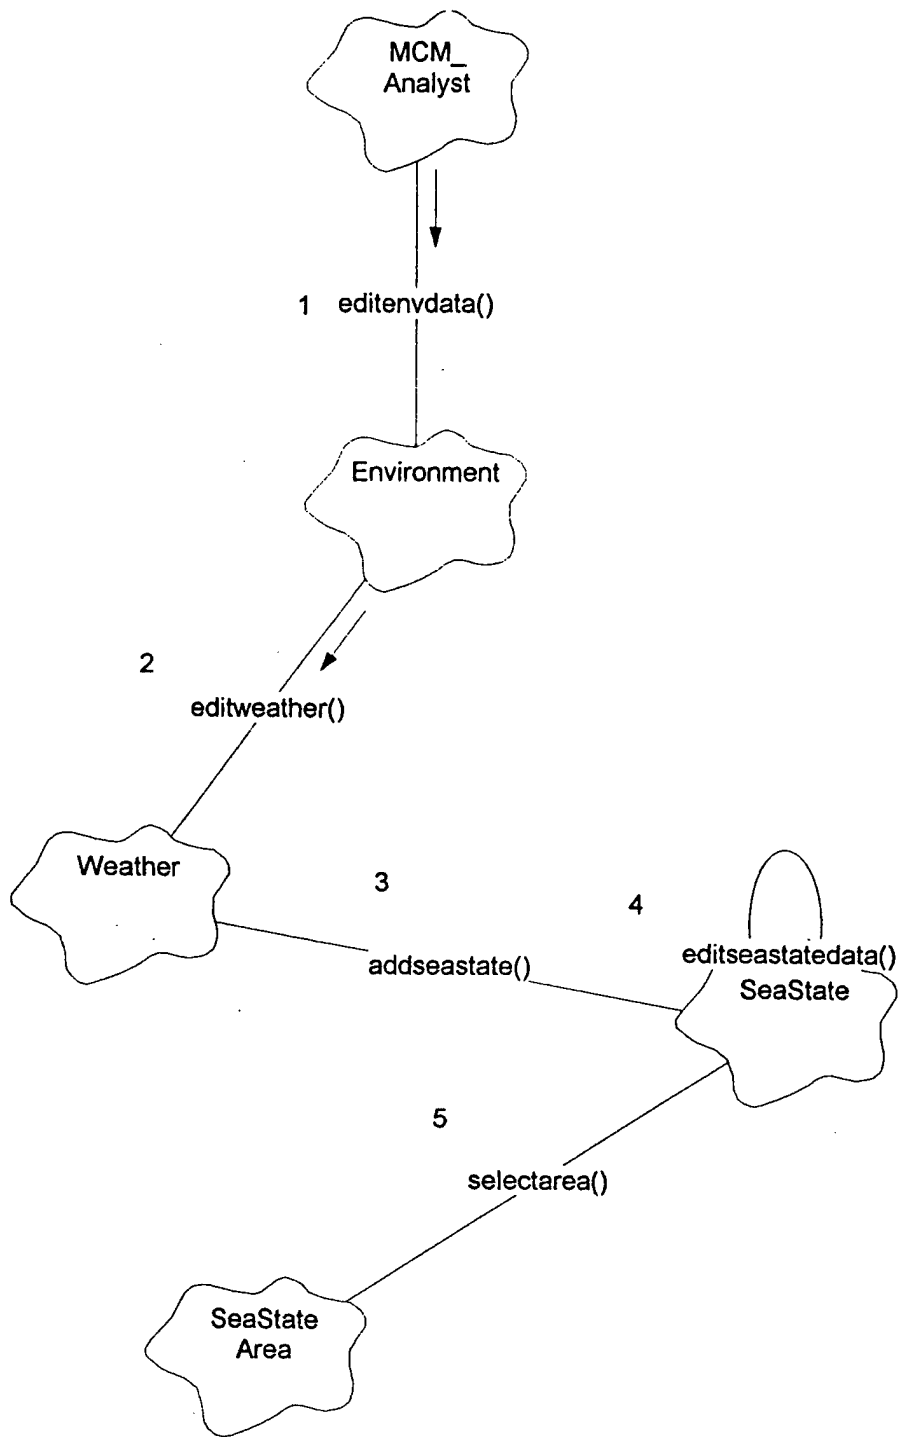 MCM_
Analyst
1 editenvdata()
Environment
2
editweather()
Weather
3
addseastate()
4
editseastatedata()
SeaState
5
selectarea()
SeaState
Area